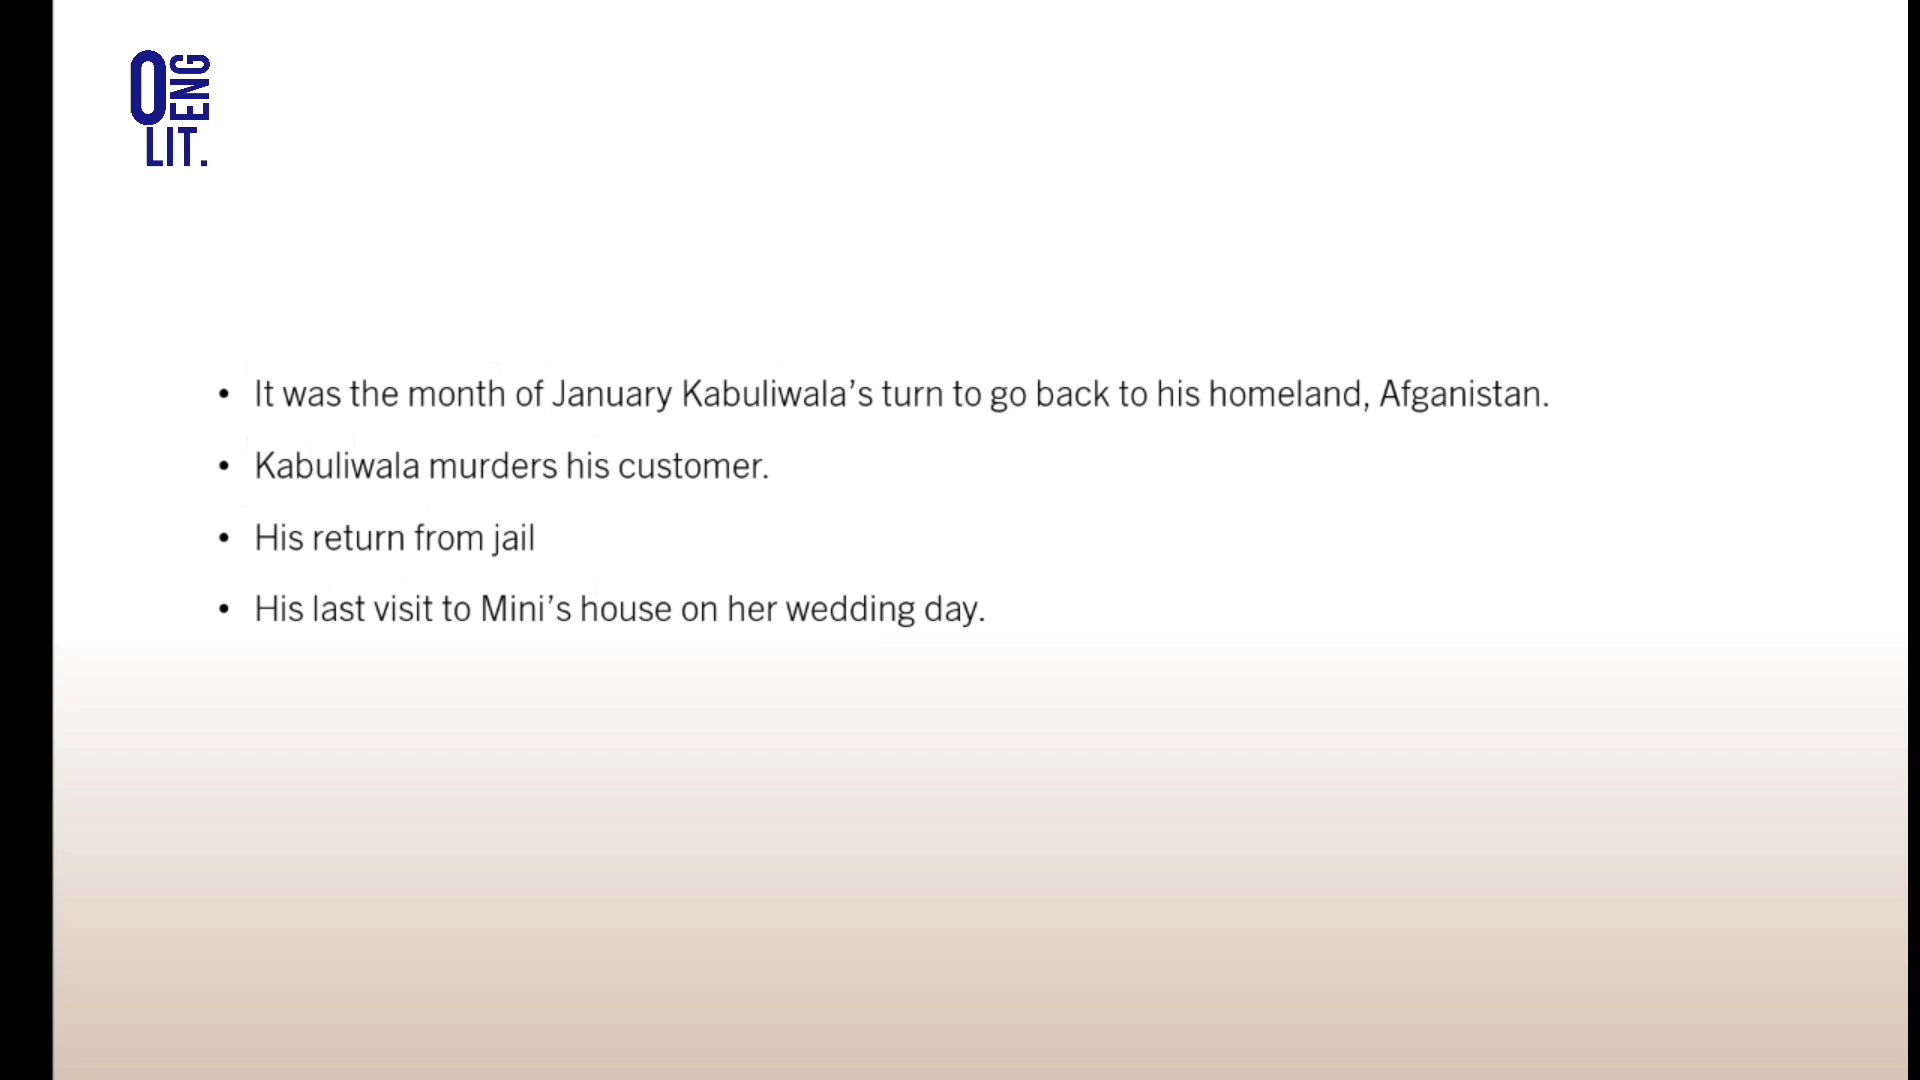 O ENG
LIT.
• It was the month of January Kabuliwala’s turn to go back to his homeland, Afganistan.
• Kabuliwala murders his customer.
• His return from jail
• His last visit to Mini’s house on her wedding day.